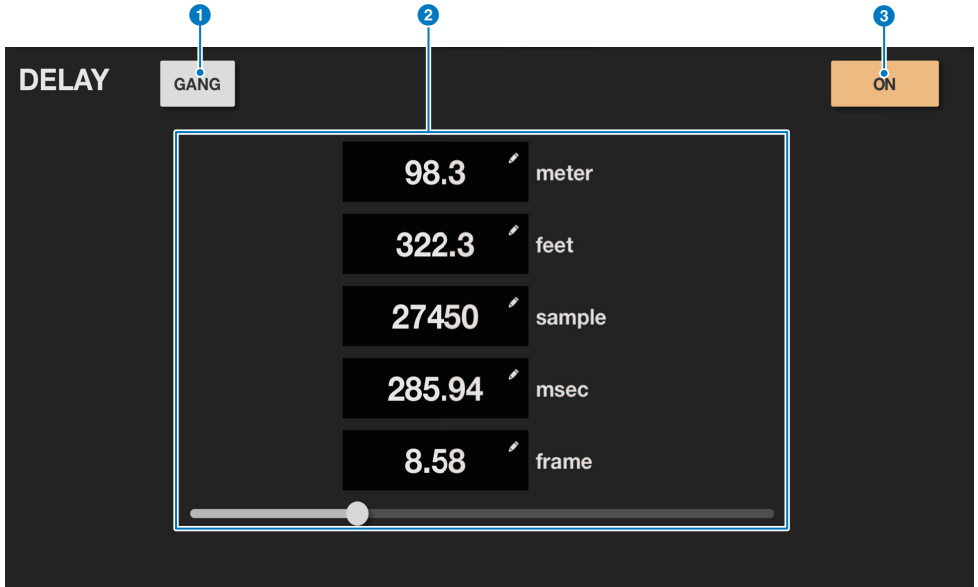 1 2 3
DELAY GANG ON
98.3 meter
322.3 feet
27450 sample
285.94 msec
8.58 frame